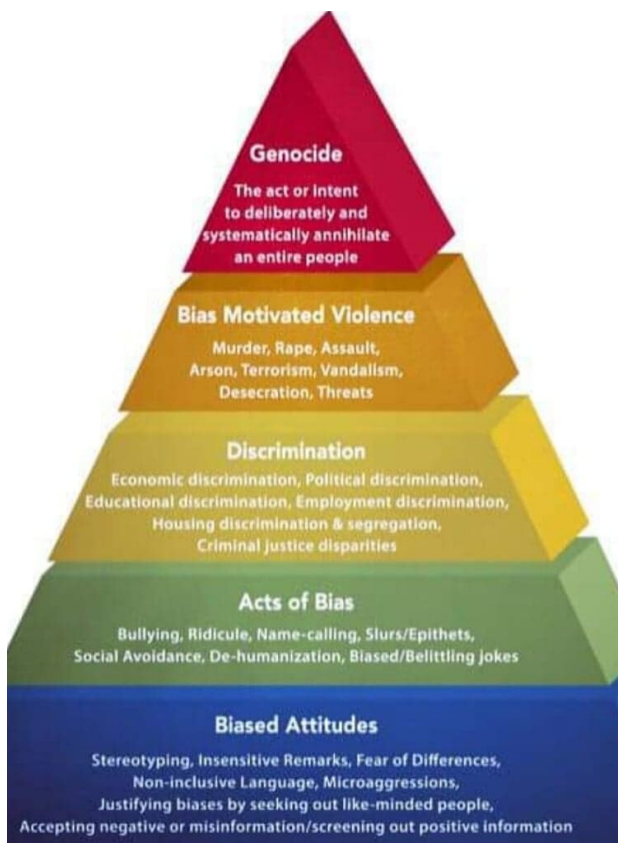 Genocide
The act or intent
to deliberately and
systematically annihilate
an entire people
Bias Motivated Violence
Murder, Rape, Assault,
Arson, Terrorism, Vandalism,
Desecration, Threats
Discrimination
Economic discrimination, Political discrimination,
Educational discrimination, Employment discrimination,
Housing discrimination & segregation,
Criminal justice disparities
Acts of Bias
Bullying, Ridicule, Name-calling, Slurs/Epithets,
Social Avoidance, De-humanization, Biased/Belittling jokes
Biased Attitudes
Stereotyping, Insensitive Remarks, Fear of Differences,
Non-inclusive Language, Microaggressions,
Justifying biases by seeking out like-minded people,
Accepting negative or misinformation/screening out positive information